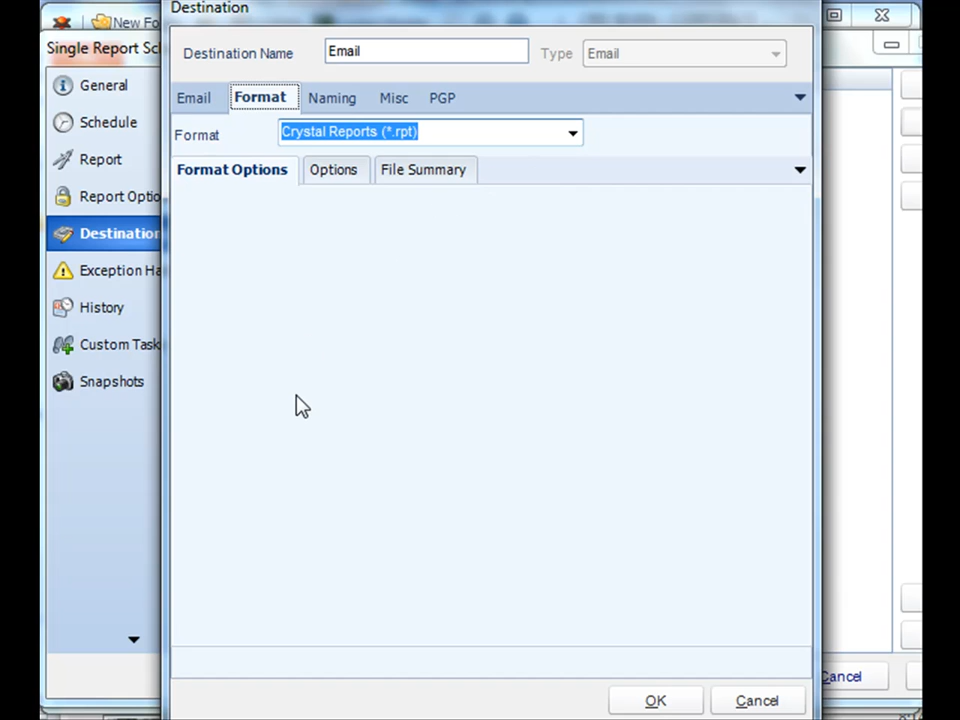 Destination
New Fo
Destination Name Email Type Email
Single Report Sc
General
Email Format Naming Misc PGP
Schedule
Format Crystal Reports (*.rpt)
Report
Format Options Options File Summary
Report Optio
Destination
Exception Ha
History
Custom Task
Snapshots
Cancel
OK Cancel